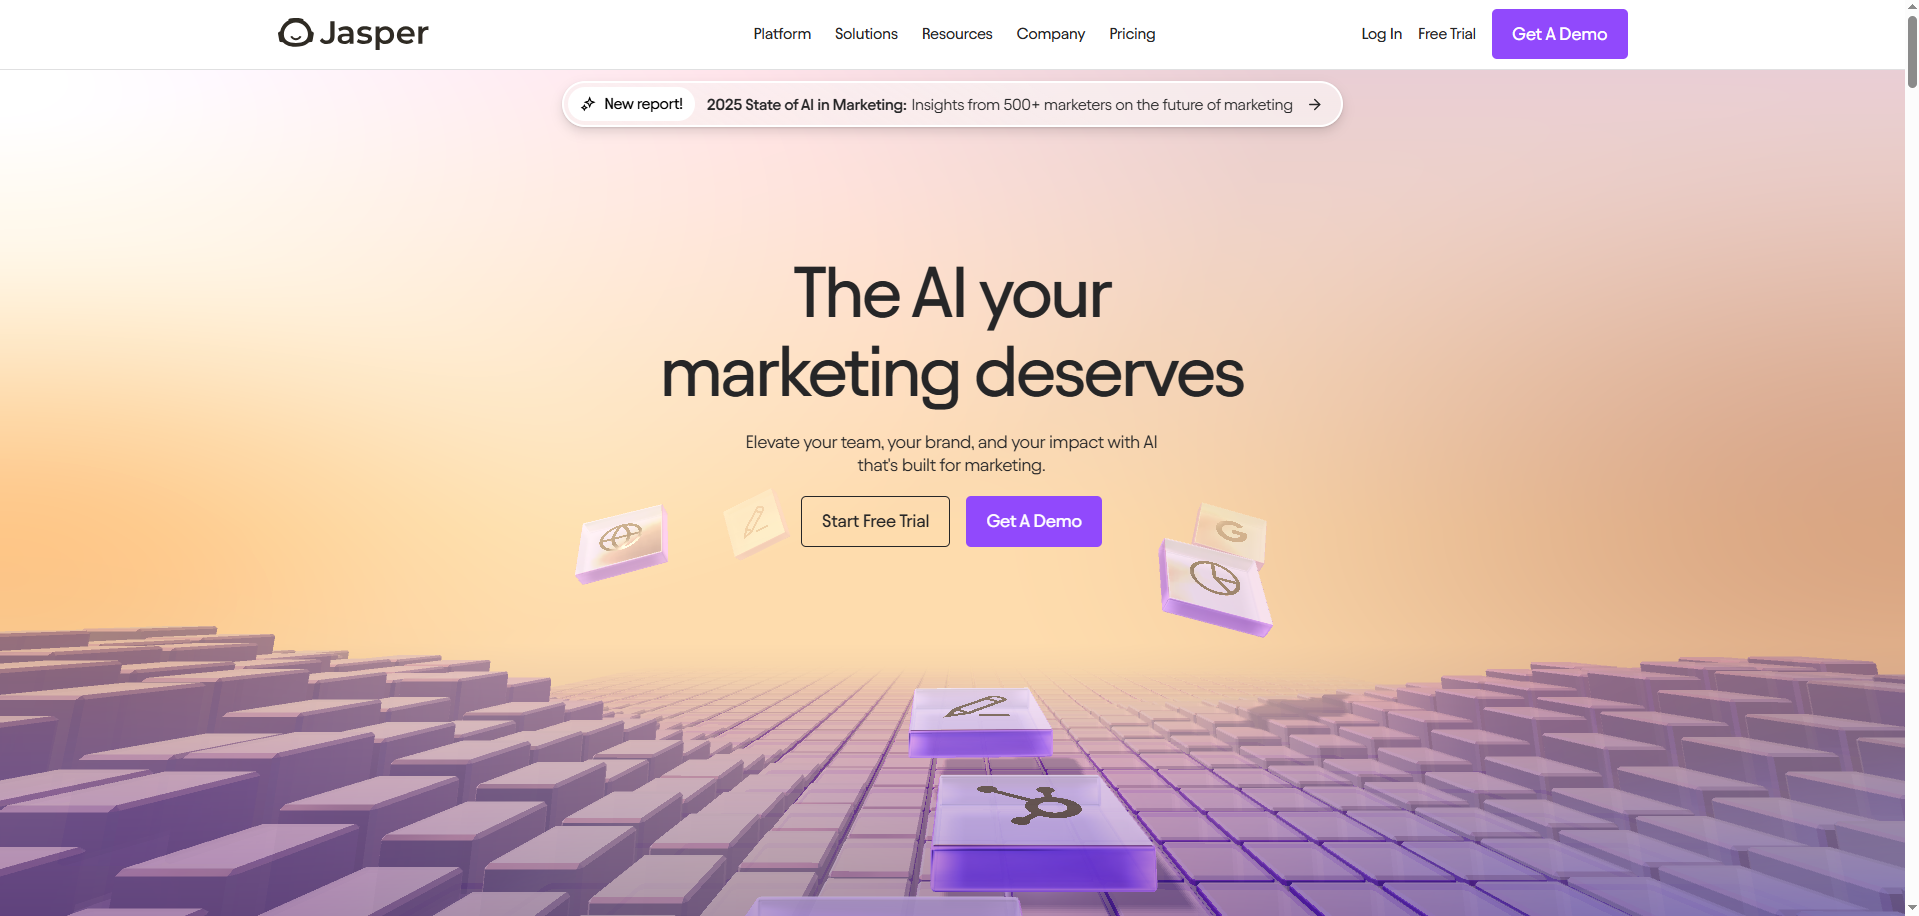 Jasper
Platform Solutions Resources Company Pricing
Log In Free Trial Get A Demo
New report! 2025 State of AI in Marketing: Insights from 500+ marketers on the future of marketing
The AI your
marketing deserves
Elevate your team, your brand, and your impact with AI
that's built for marketing.
Start Free Trial Get A Demo
G